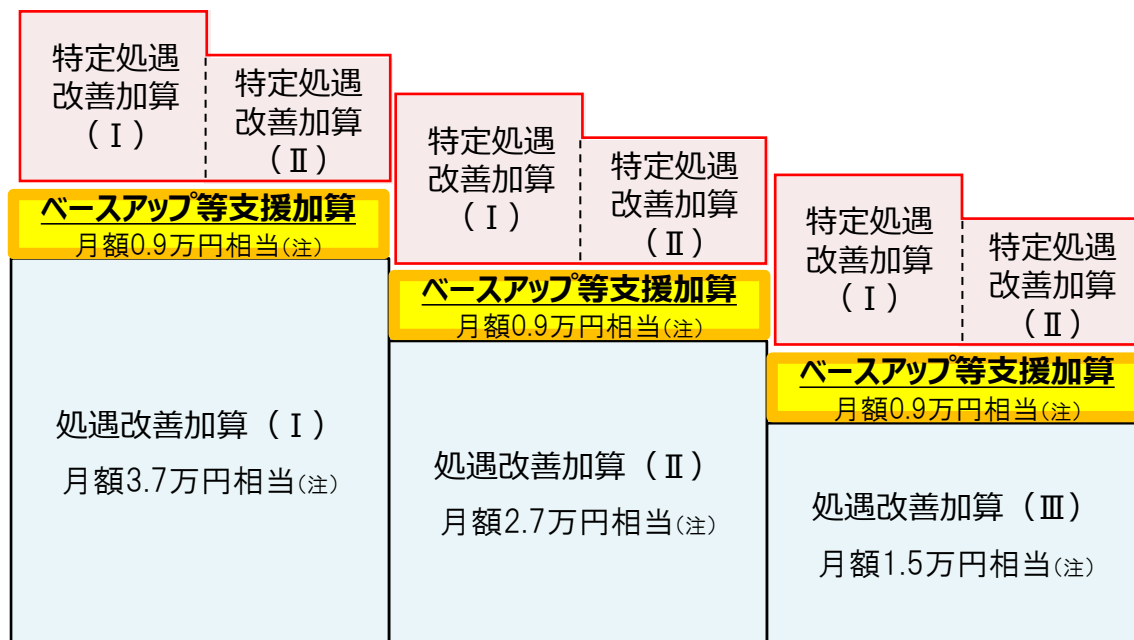 特定処遇
改善加算
（Ⅰ）
特定処遇
改善加算
（Ⅱ）
ベースアップ等支援加算
月額0.9万円相当(注)
処遇改善加算（Ⅰ）
月額3.7万円相当(注)
特定処遇
改善加算
（Ⅰ）
特定処遇
改善加算
（Ⅱ）
ベースアップ等支援加算
月額0.9万円相当(注)
処遇改善加算（Ⅱ）
月額2.7万円相当(注)
特定処遇
改善加算
（Ⅰ）
特定処遇
改善加算
（Ⅱ）
ベースアップ等支援加算
月額0.9万円相当(注)
処遇改善加算（Ⅲ）
月額1.5万円相当(注)